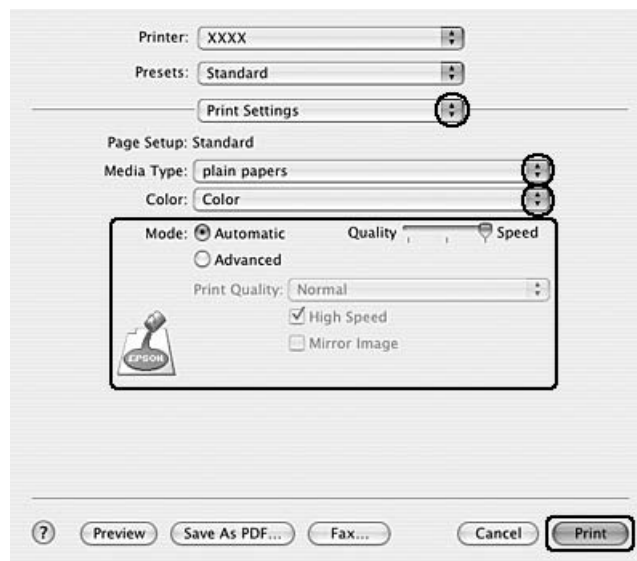 Printer: XXXX
Presets: Standard
Print Settings
Page Setup: Standard
Media Type: plain papers
Color: Color
Mode: Automatic Quality Speed
Advanced
Print Quality: Normal
High Speed
Mirror Image
EPSON
? Preview Save As PDF... Fax... Cancel Print